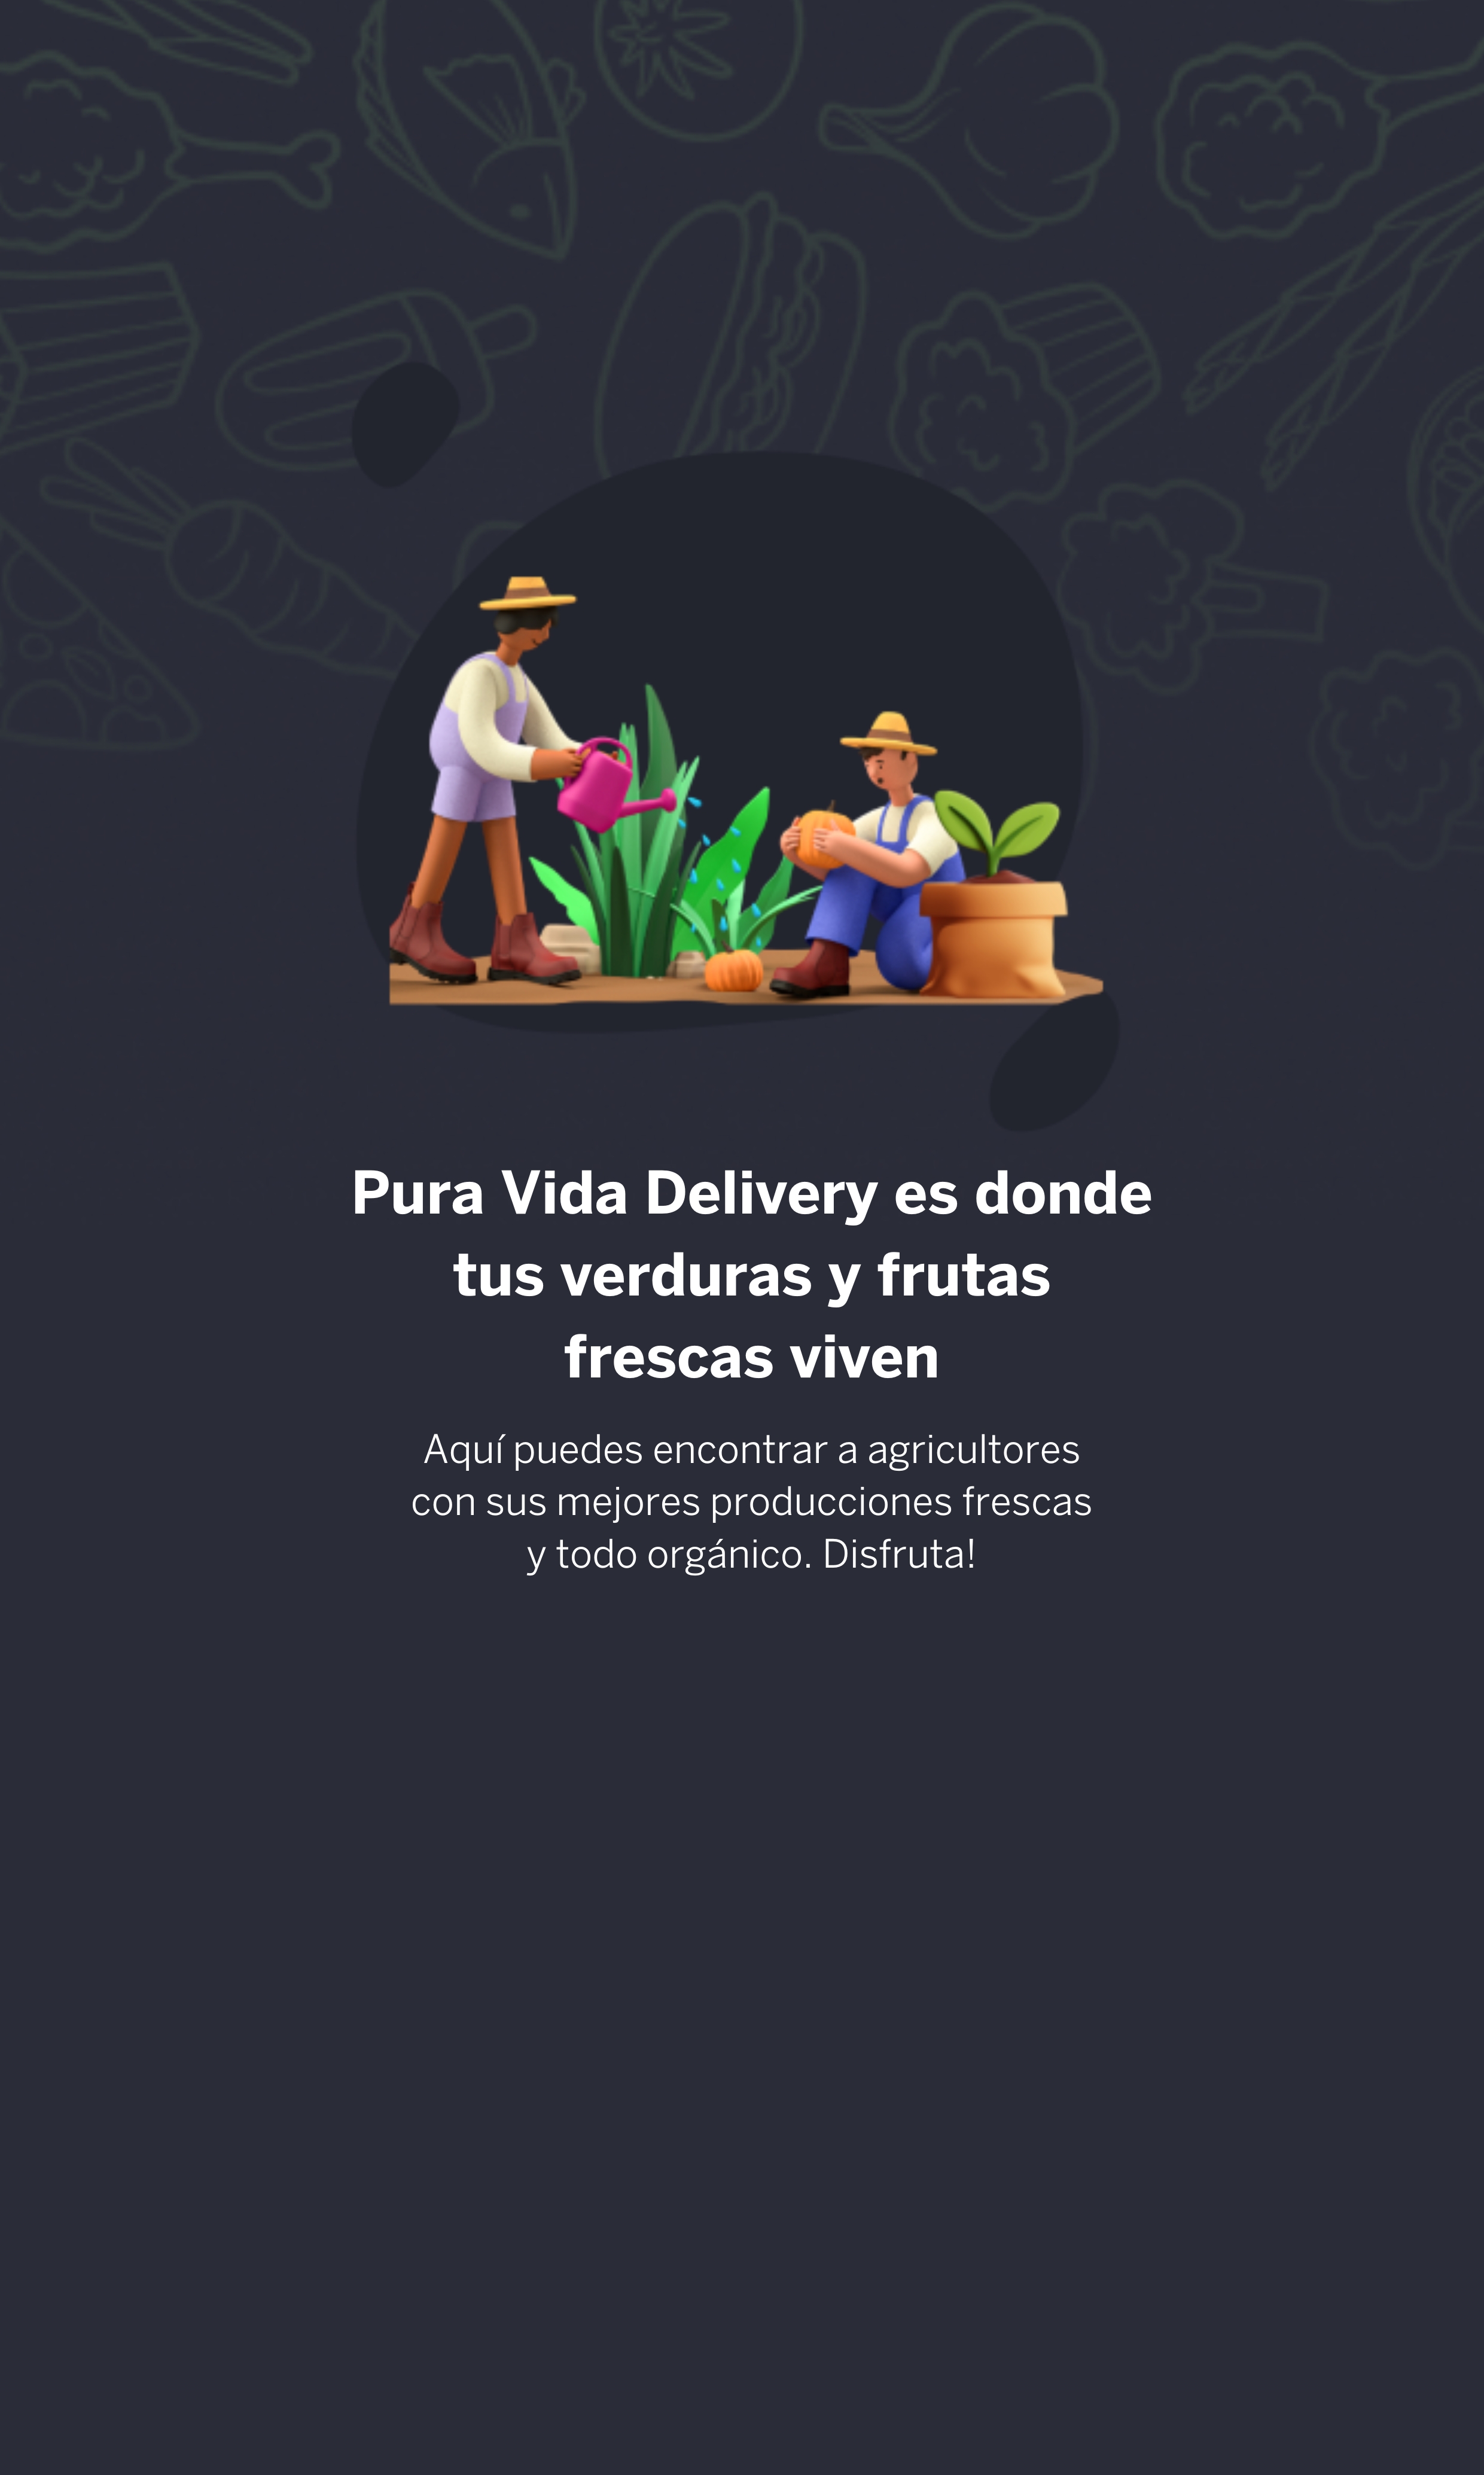 Pura Vida Delivery es donde
tus verduras y frutas
frescas viven
Aquí puedes encontrar a agricultores
con sus mejores producciones frescas
y todo orgánico. Disfruta!